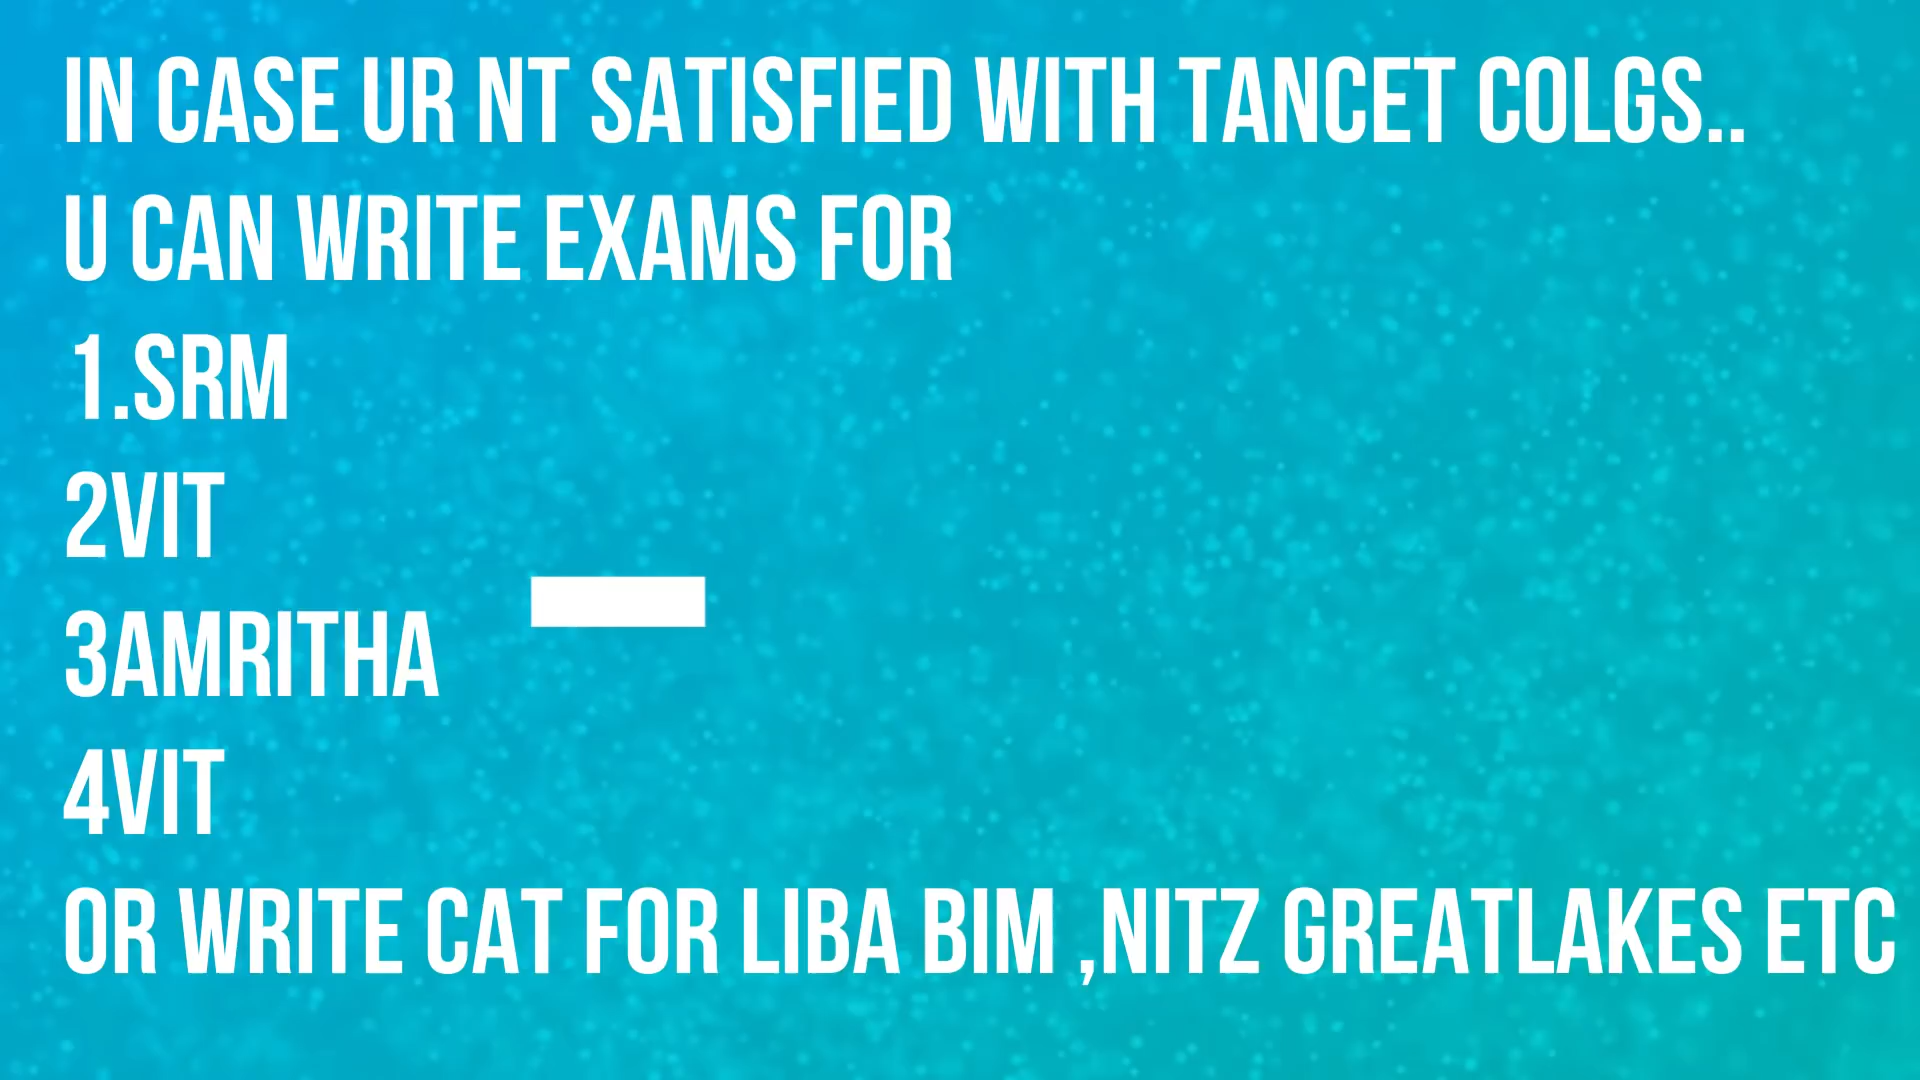 IN CASE UR NT SATISFIED WITH TANCET COLGS..
U CAN WRITE EXAMS FOR
1.SRM
2VIT
3AMRITHA
4VIT
OR WRITE CAT FOR LIBA BIM ,NITZ GREATLAKES ETC